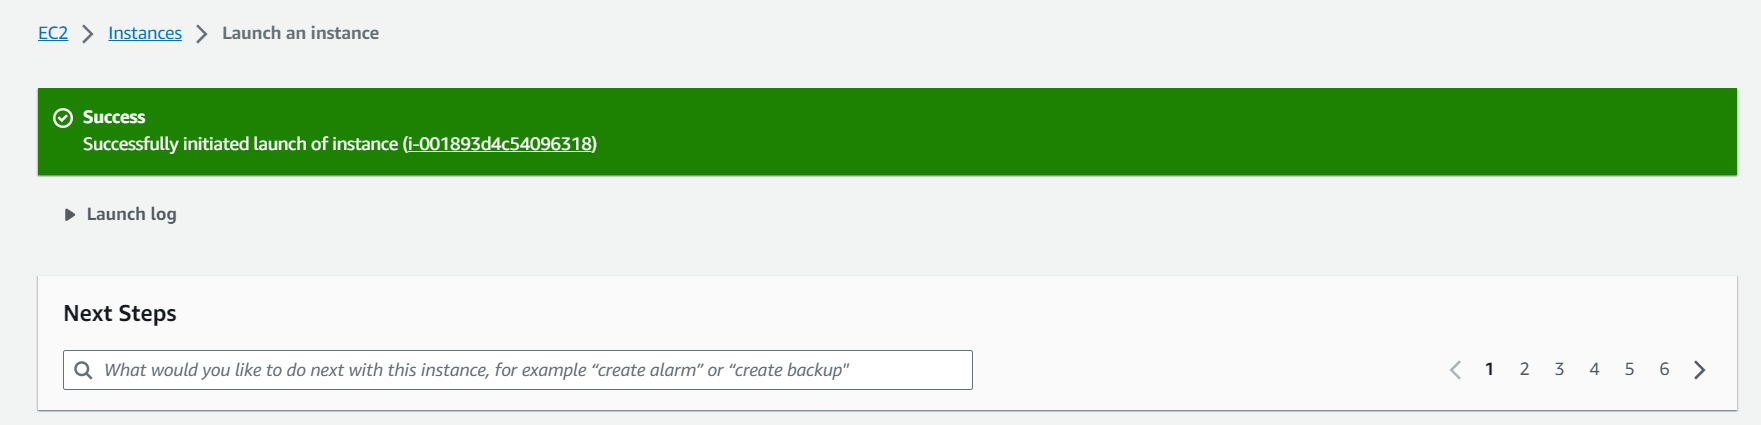 EC2 > Instances > Launch an instance
Success
Successfully initiated launch of instance (i-001893d4c54096318)
Launch log
Next Steps
What would you like to do next with this instance, for example “create alarm” or “create backup"
1 2 3 4 5 6